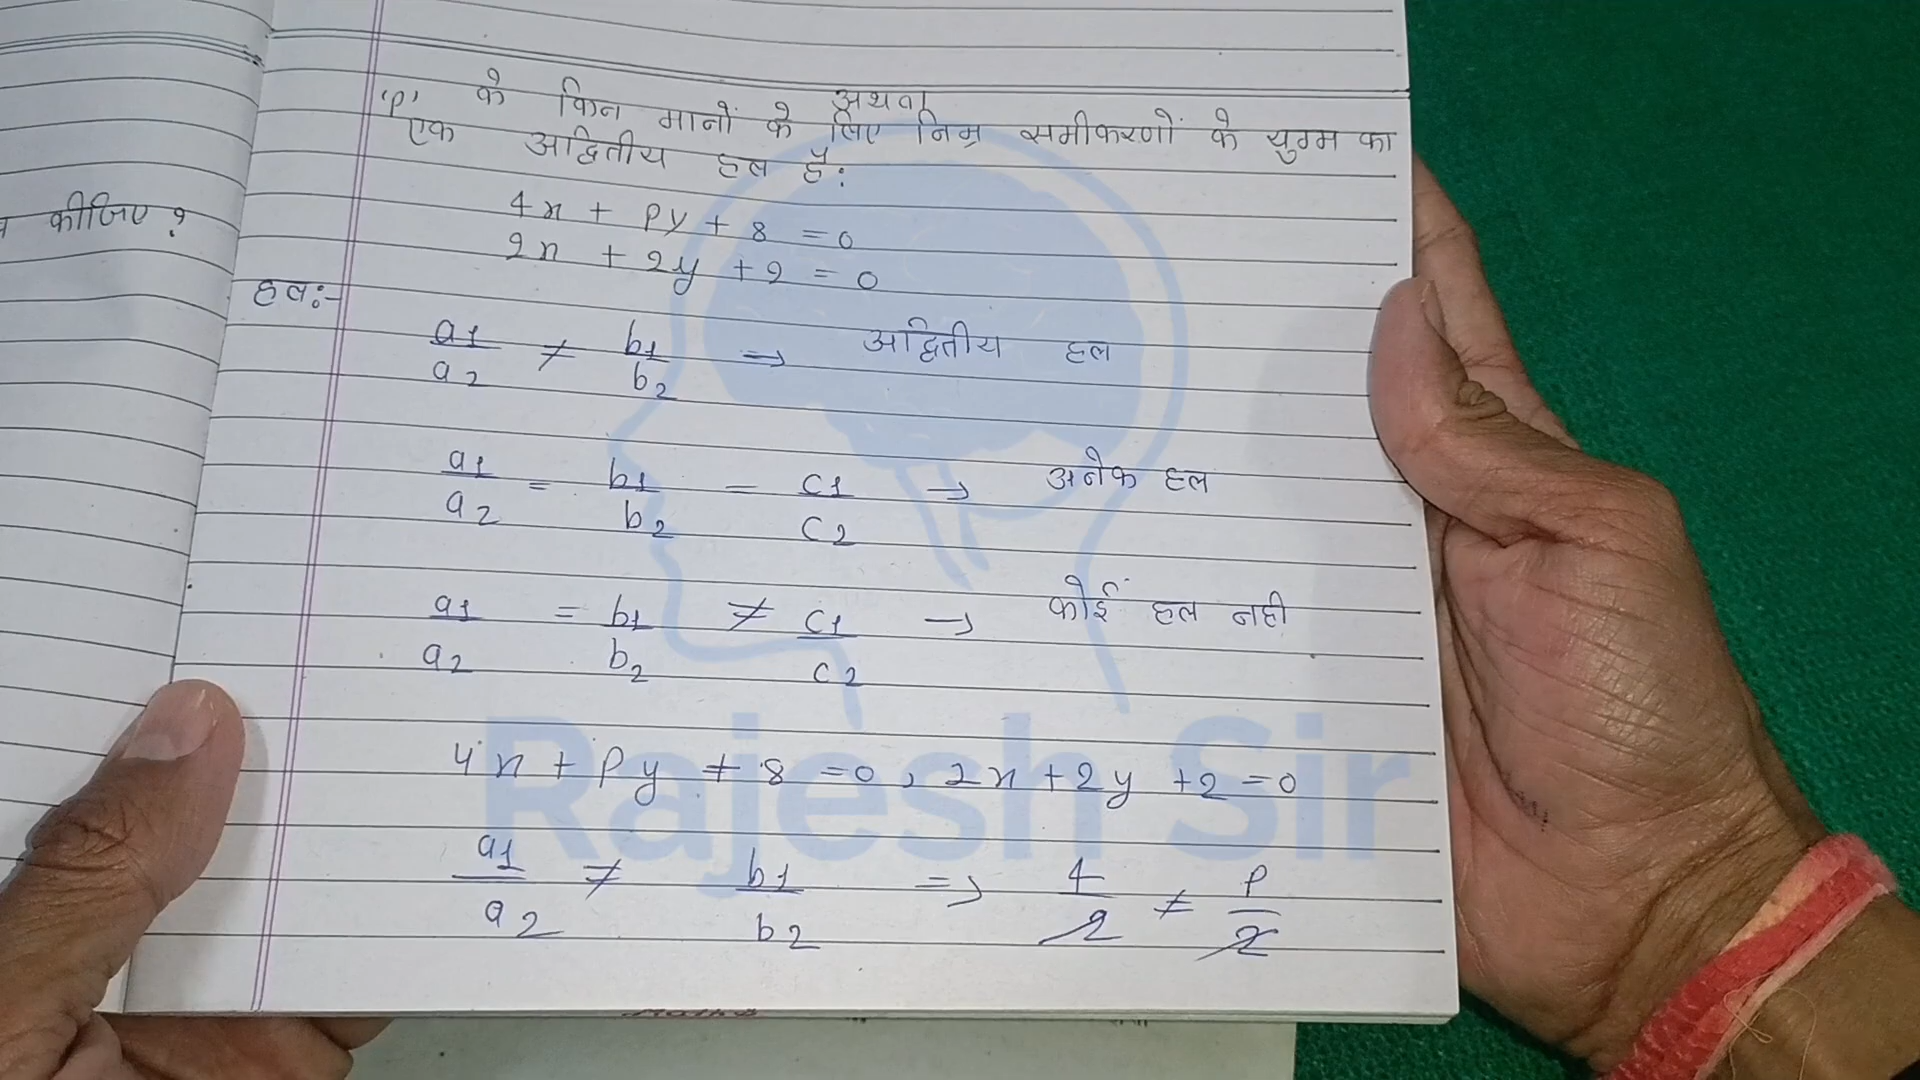 अथवा
'P' के किन मानों के लिए निम्न समीकरणों के युग्म का
एक अद्वितीय हल है:
4x + Py + 8 = 0
2x + 2y + 2 = 0
कीजिए ?
हल:-
a1/a2 ≠ b1/b2 → अद्वितीय हल
a1/a2 = b1/b2 = c1/c2 → अनेक हल
a1/a2 = b1/b2 ≠ c1/c2 → कोई हल नही
4x + Py + 8 = 0, 2x + 2y + 2 = 0
a1/a2 ≠ b1/b2 => 4/2 ≠ P/2
Rajesh Sir